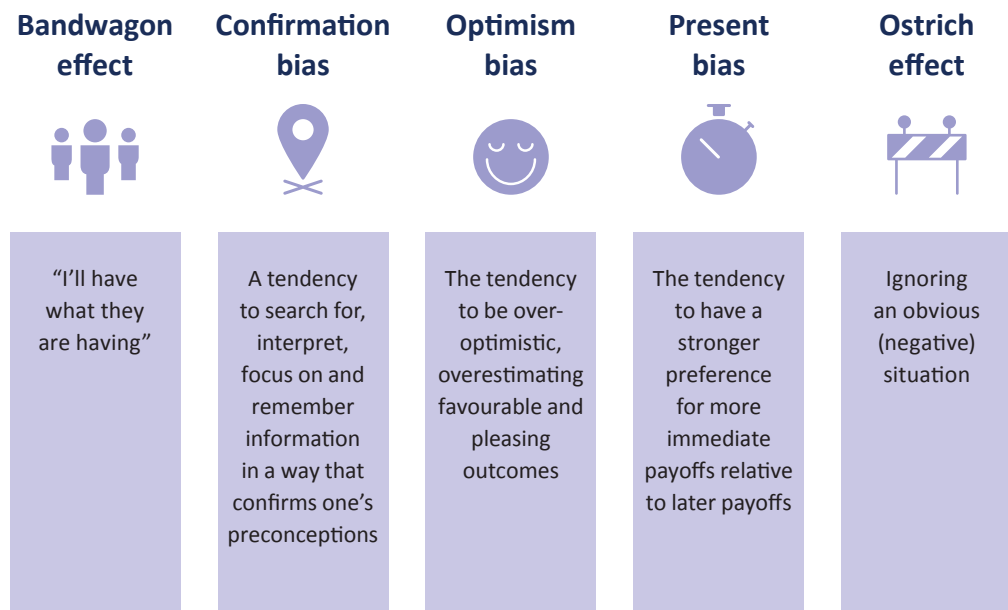 Bandwagon
effect
Confirmation
bias
Optimism
bias
Present
bias
Ostrich
effect
“I’ll have
what they
are having”
A tendency
to search for,
interpret,
focus on and
remember
information
in a way that
confirms one’s
preconceptions
The tendency
to be over-
optimistic,
overestimating
favourable and
pleasing
outcomes
The tendency
to have a
stronger
preference
for more
immediate
payoffs relative
to later payoffs
Ignoring
an obvious
(negative)
situation